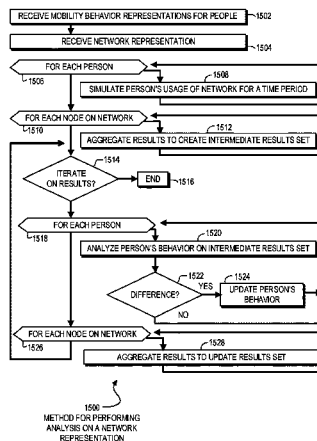 RECEIVE MOBILITY BEHAVIOR REPRESENTATIONS FOR PEOPLE
1502
RECEIVE NETWORK REPRESENTATION
1504
FOR EACH PERSON
1506
1508
SIMULATE PERSON'S USAGE OF NETWORK FOR A TIME PERIOD
FOR EACH NODE ON NETWORK
1510
1512
AGGREGATE RESULTS TO CREATE INTERMEDIATE RESULTS SET
1514
ITERATE
ON RESULTS?
END
1516
FOR EACH PERSON
1518
1520
ANALYZE PERSON'S BEHAVIOR ON INTERMEDIATE RESULTS SET
1522
DIFFERENCE?
YES
1524
UPDATE PERSON'S
BEHAVIOR
NO
FOR EACH NODE ON NETWORK
1526
1528
AGGREGATE RESULTS TO UPDATE RESULTS SET
1500
METHOD FOR PERFORMING
ANALYSIS ON A NETWORK
REPRESENTATION